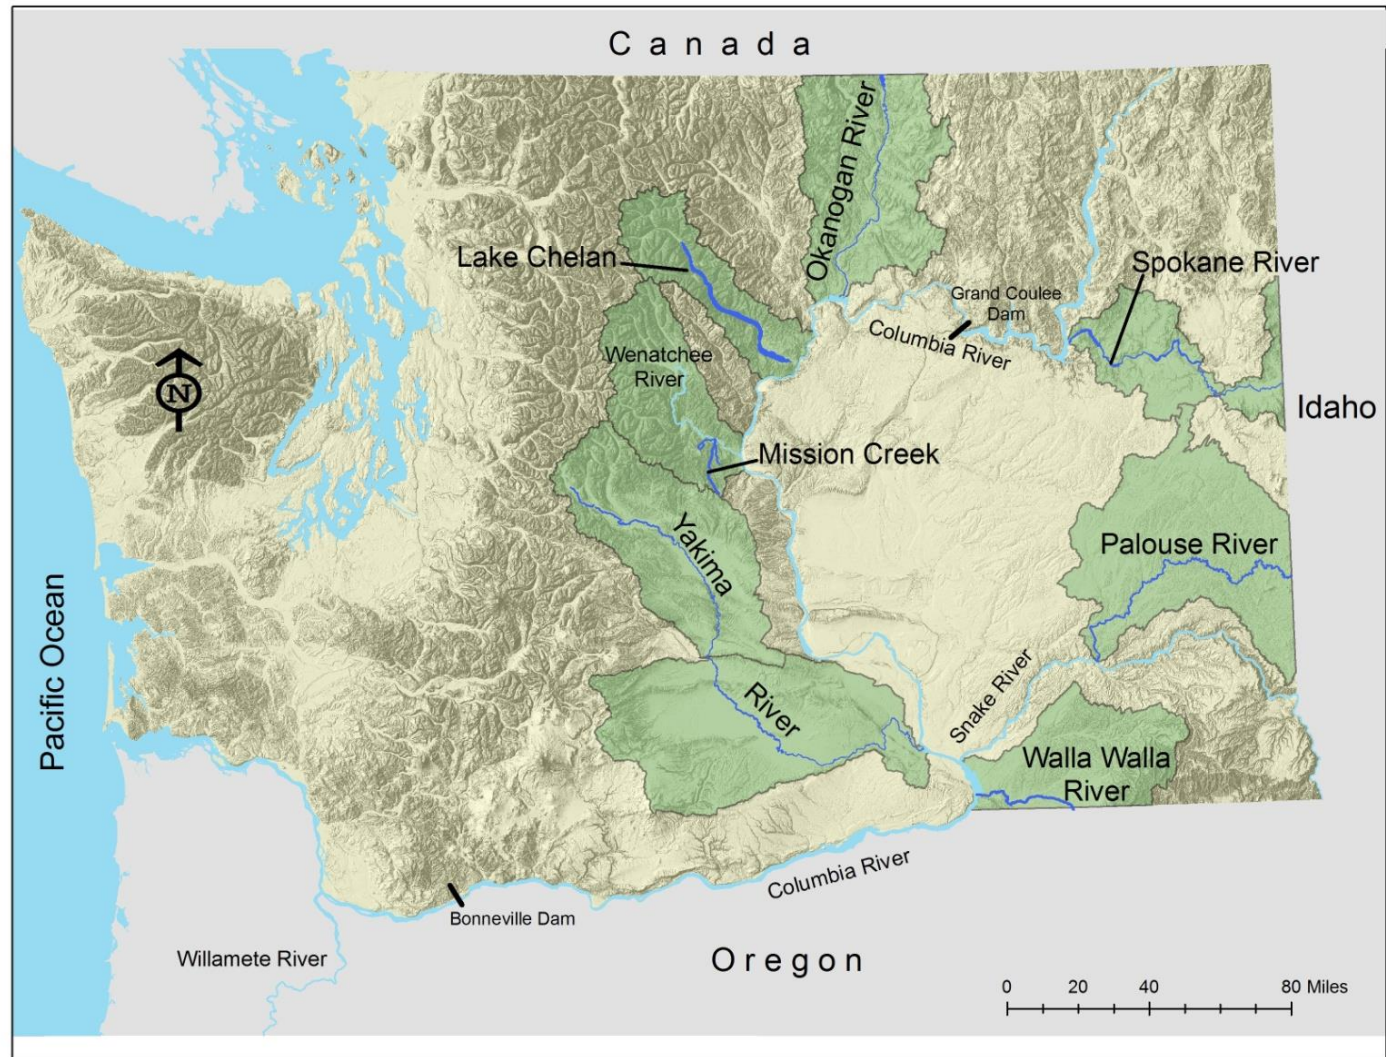 Canada
Okanogan River
Lake Chelan
Spokane River
Grand Coulee
Dam
Columbia River
Wenatchee
River
Idaho
N
Mission Creek
Yakima
River
Palouse River
Pacific Ocean
Snake River
Walla Walla
River
Columbia River
Bonneville Dam
Willamete River
Oregon
0 20 40 80 Miles